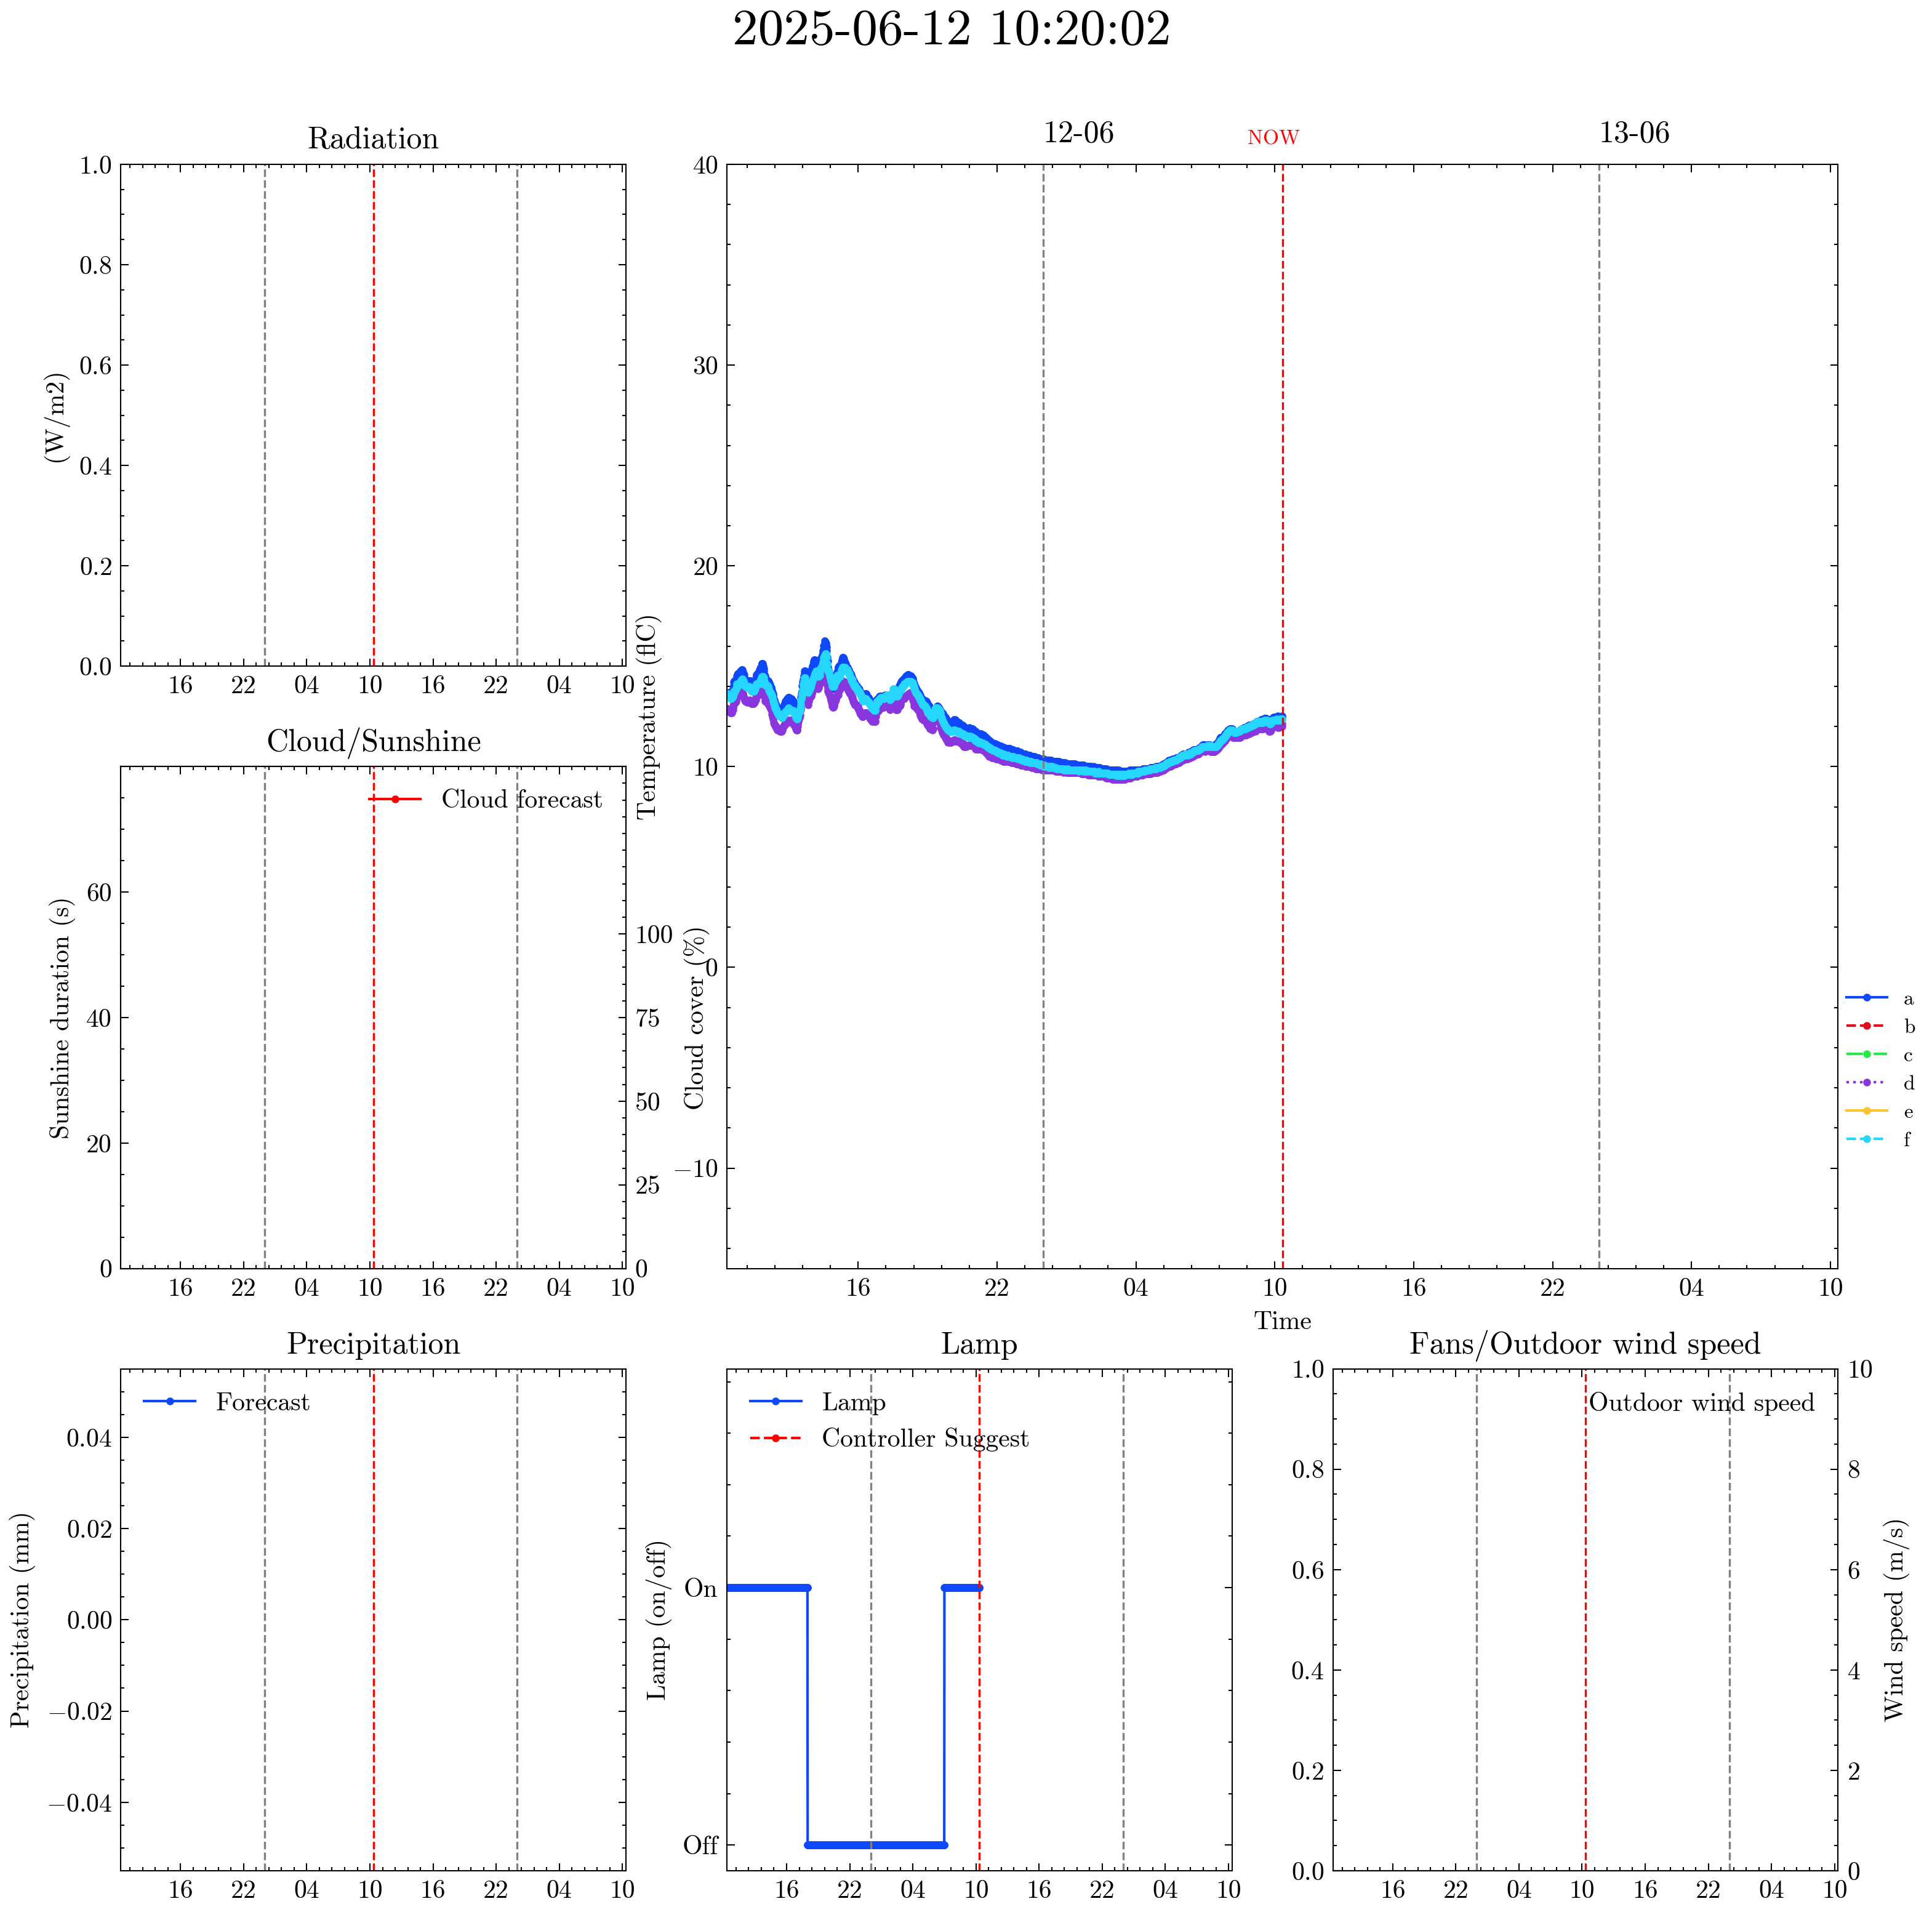 2025-06-12 10:20:02
Radiation
1.0
0.8
0.6
0.4
0.2
0.0
(W/m2)
16 22 04 10 16 22 04 10
12-06 NOW 13-06
40
30
20
10
0
−10
Temperature (flC)
16 22 04 10 16 22 04 10
Time
a
b
c
d
e
f
Cloud/Sunshine
Cloud forecast
60
40
20
0
Sunshine duration (s)
100
75
50
25
0
Cloud cover (%)
16 22 04 10 16 22 04 10
Precipitation
Forecast
0.04
0.02
0.00
−0.02
−0.04
Precipitation (mm)
16 22 04 10 16 22 04 10
Lamp
Lamp
Controller Suggest
On
Off
Lamp (on/off)
16 22 04 10 16 22 04 10
Fans/Outdoor wind speed
Outdoor wind speed
1.0
0.8
0.6
0.4
0.2
0.0
10
8
6
4
2
0
Wind speed (m/s)
16 22 04 10 16 22 04 10